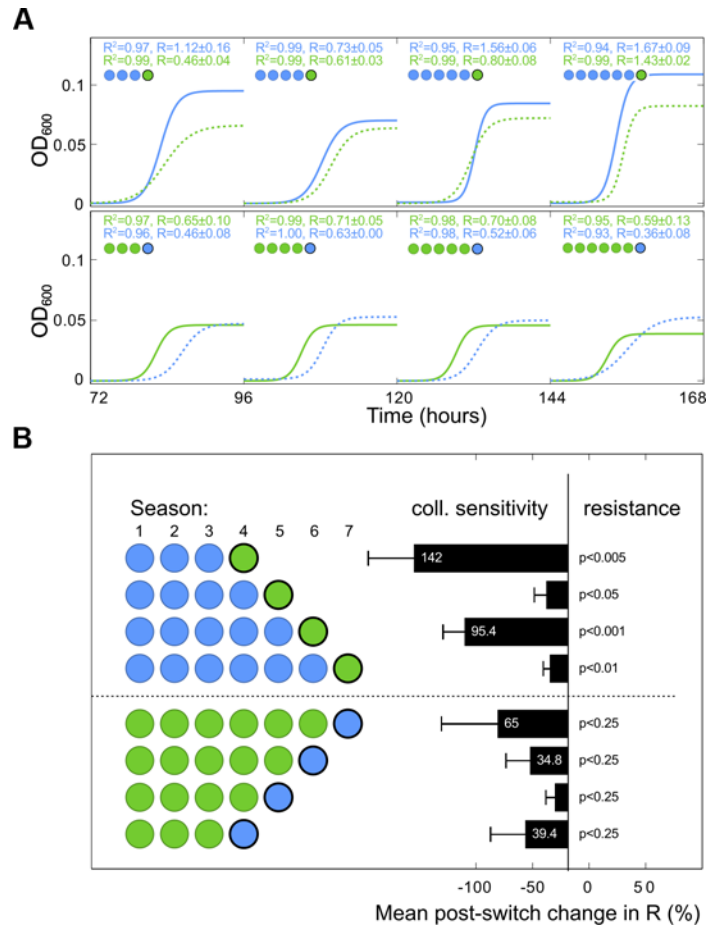 A
R²=0.97, R=1.12±0.16 R²=0.99, R=0.73±0.05 R²=0.95, R=1.56±0.06 R²=0.94, R=1.67±0.09
R²=0.99, R=0.46±0.04 R²=0.99, R=0.61±0.03 R²=0.99, R=0.80±0.08 R²=0.99, R=1.43±0.02
0.1
0.05
0
OD600
R²=0.97, R=0.65±0.10 R²=0.99, R=0.71±0.05 R²=0.98, R=0.70±0.08 R²=0.95, R=0.59±0.13
R²=0.96, R=0.46±0.08 R²=1.00, R=0.63±0.00 R²=0.98, R=0.52±0.06 R²=0.93, R=0.36±0.08
0.1
0.05
0
OD600
72 96 120 144 168
Time (hours)
B
Season: coll. sensitivity resistance
1 2 3 4 5 6 7
142 p<0.005
p<0.05
95.4 p<0.001
p<0.01
65 p<0.25
34.8 p<0.25
p<0.25
39.4 p<0.25
-100 -50 0 50
Mean post-switch change in R (%)